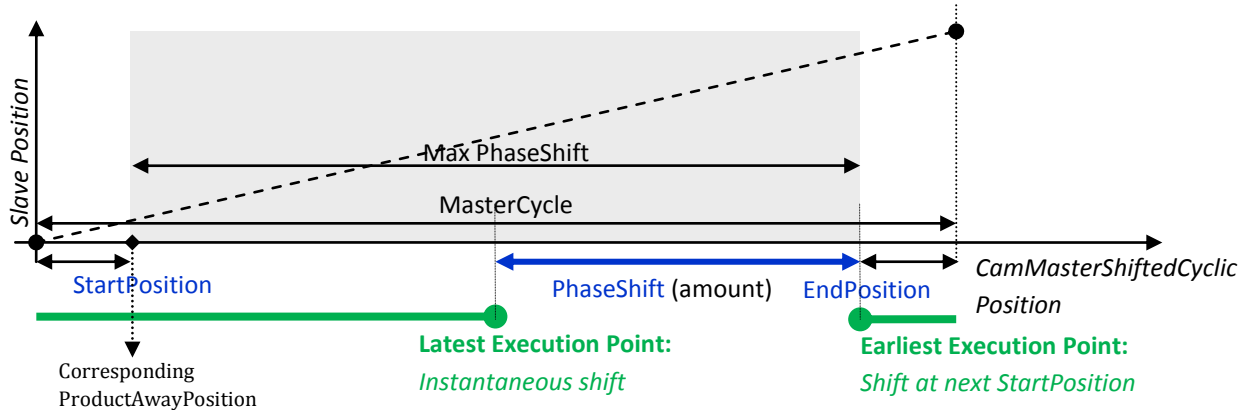 Slave Position
Max PhaseShift
MasterCycle
StartPosition
PhaseShift (amount)
EndPosition
CamMasterShiftedCyclic
Position
Latest Execution Point:
Instantaneous shift
Earliest Execution Point:
Shift at next StartPosition
Corresponding
ProductAwayPosition